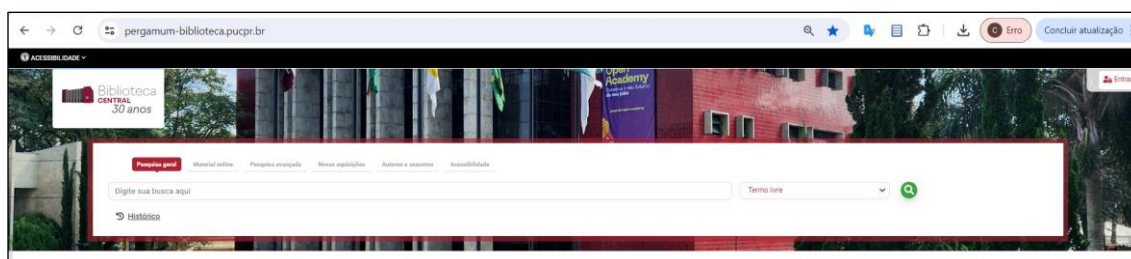 pergamum-biblioteca.pucpr.br
Erro
Concluir atualização
ACESSIBILIDADE
Biblioteca
CENTRAL
30 anos
Open
Academy
Entrar
Pesquisa geral
Material online
Pesquisa avançada
Novas aquisições
Autores e assuntos
Acessibilidade
Digite sua busca aqui
Termo livre
Histórico